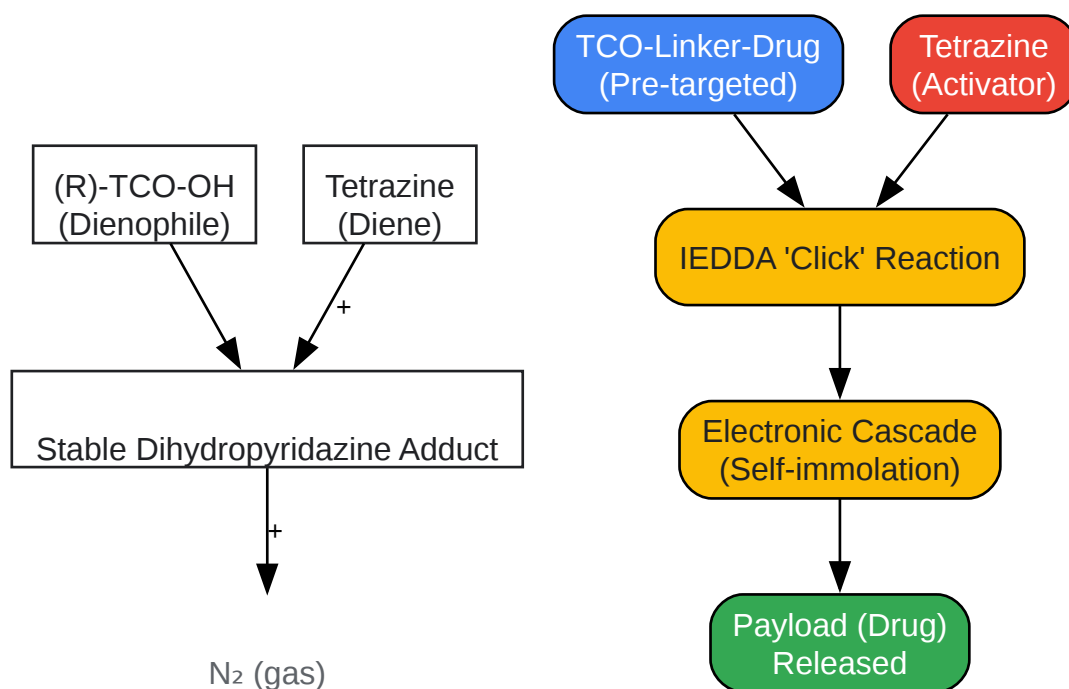 (R)-TCO-OH
(Dienophile)
Tetrazine
(Diene)
+
Stable Dihydropyridazine Adduct
+
N₂ (gas)
TCO-Linker-Drug
(Pre-targeted)
Tetrazine
(Activator)
IEDDA 'Click' Reaction
Electronic Cascade
(Self-immolation)
Payload (Drug)
Released